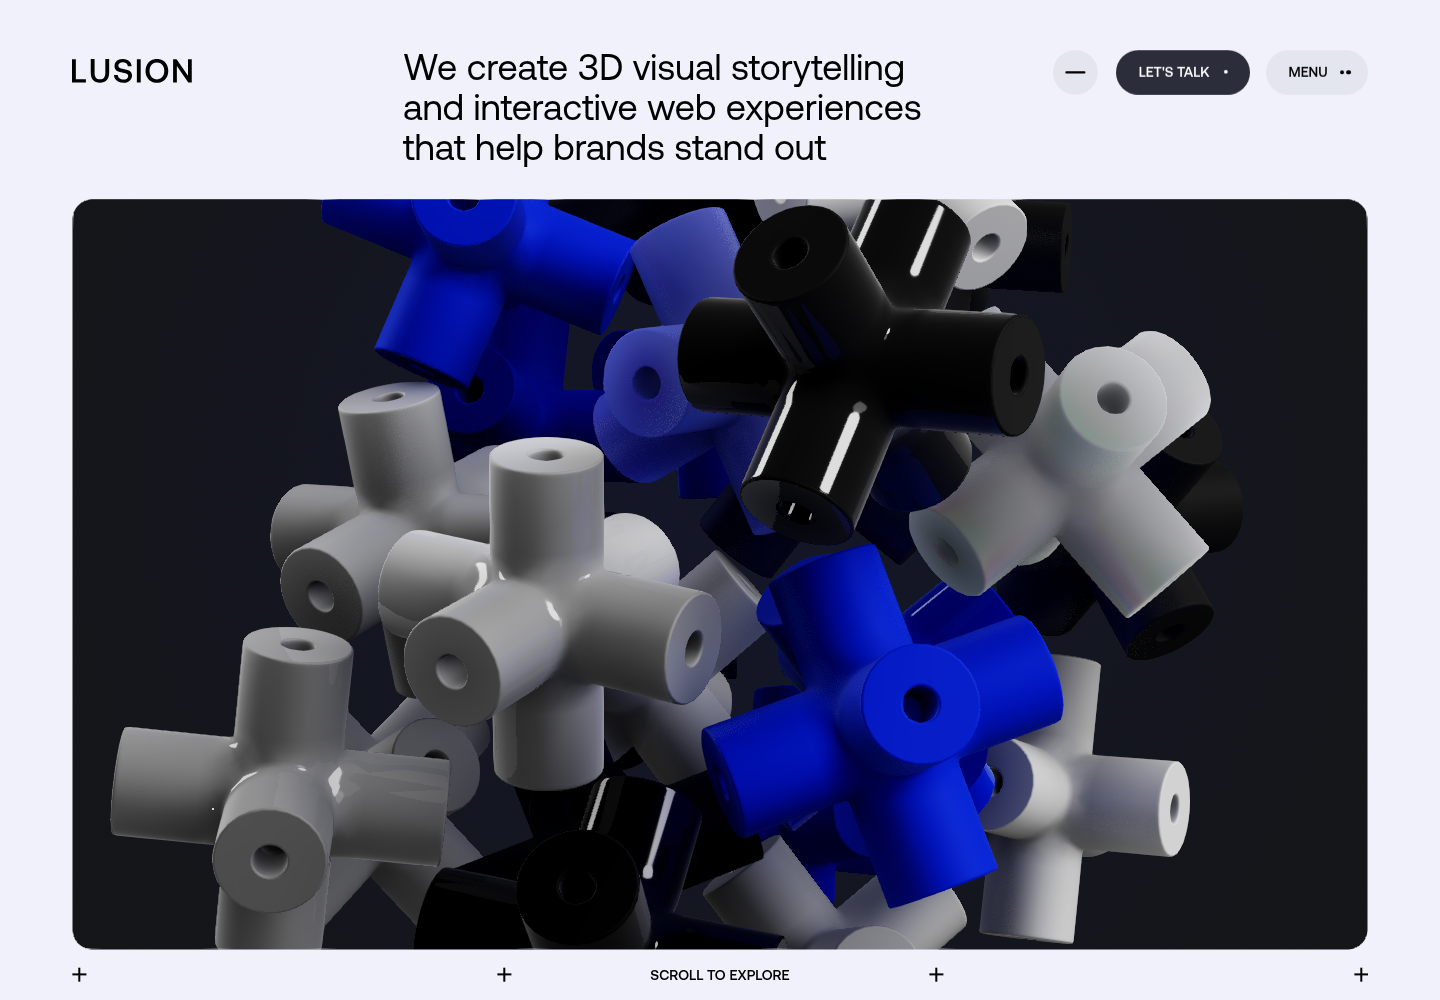 LUSION
We create 3D visual storytelling
and interactive web experiences
that help brands stand out
LET'S TALK
MENU
SCROLL TO EXPLORE